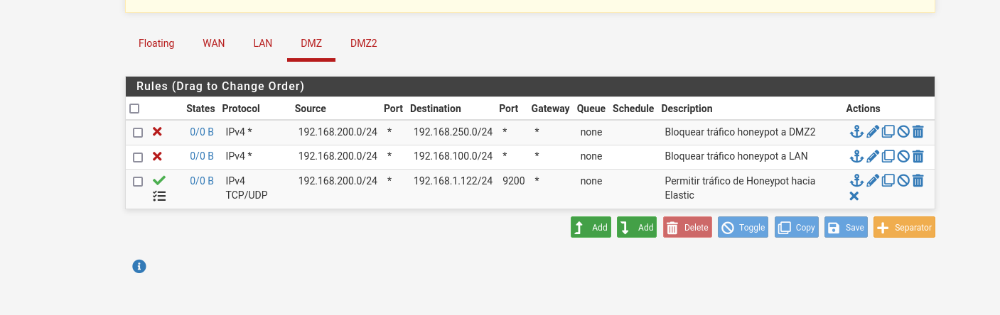 Floating WAN LAN DMZ DMZ2
Rules (Drag to Change Order)
States Protocol Source Port Destination Port Gateway Queue Schedule Description Actions
0/0 B IPv4 * 192.168.200.0/24 * 192.168.250.0/24 * * none Bloquear tráfico honeypot a DMZ2
0/0 B IPv4 * 192.168.200.0/24 * 192.168.100.0/24 * * none Bloquear tráfico honeypot a LAN
0/0 B IPv4 192.168.200.0/24 * 192.168.1.122/24 9200 * none Permitir tráfico de Honeypot hacia
TCP/UDP Elastic
Add Add Delete Toggle Copy Save Separator